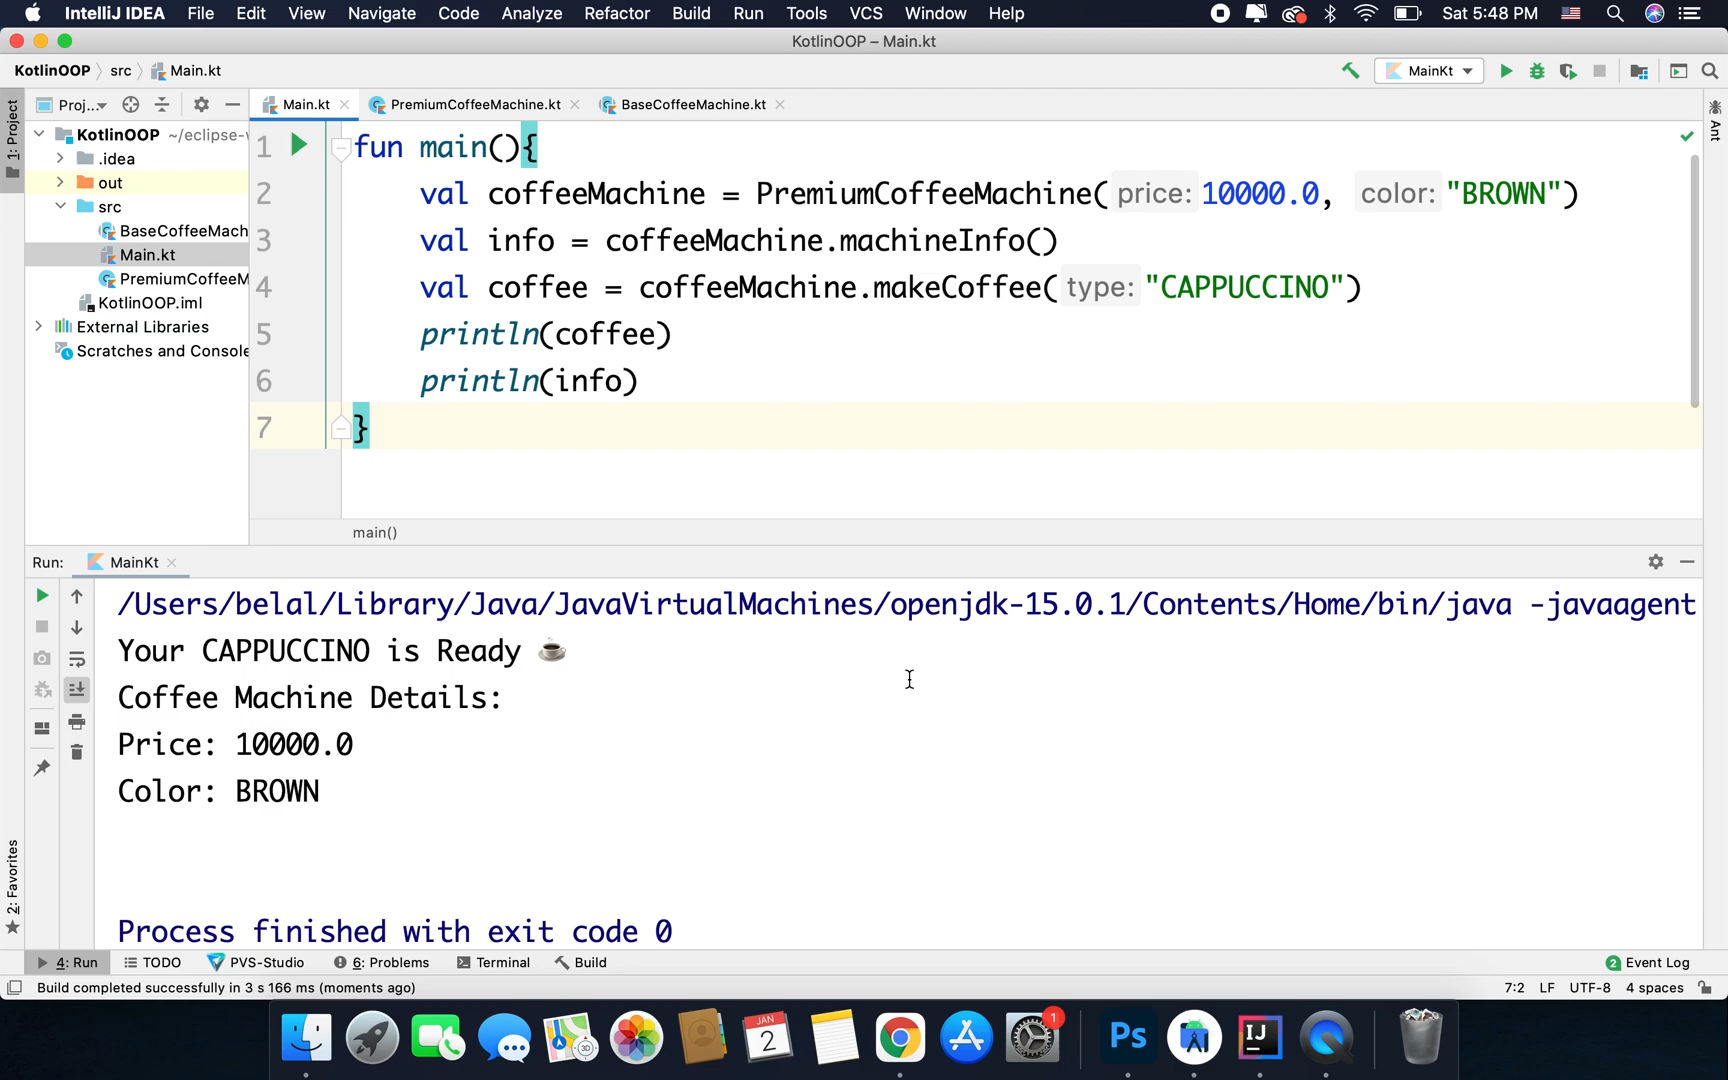 IntelliJ IDEA File Edit View Navigate Code Analyze Refactor Build Run Tools VCS Window Help Sat 5:48 PM
KotlinOOP – Main.kt
KotlinOOP src Main.kt MainKt
1: Project
Proj... Main.kt PremiumCoffeeMachine.kt BaseCoffeeMachine.kt
Ant
KotlinOOP ~/eclipse-
.idea
out
src
BaseCoffeeMach
Main.kt
PremiumCoffeeM
KotlinOOP.iml
External Libraries
Scratches and Console
1 fun main(){
2 val coffeeMachine = PremiumCoffeeMachine( price: 10000.0, color: "BROWN")
3 val info = coffeeMachine.machineInfo()
4 val coffee = coffeeMachine.makeCoffee( type: "CAPPUCCINO")
5 println(coffee)
6 println(info)
7 }
main()
Run: MainKt
/Users/belal/Library/Java/JavaVirtualMachines/openjdk-15.0.1/Contents/Home/bin/java -javaagent
Your CAPPUCCINO is Ready ☕
Coffee Machine Details:
Price: 10000.0
Color: BROWN
Process finished with exit code 0
2: Favorites
4: Run TODO PVS-Studio 6: Problems Terminal Build 2 Event Log
Build completed successfully in 3 s 166 ms (moments ago) 7:2 LF UTF-8 4 spaces
3D
JAN
2
1
Ps
IJ